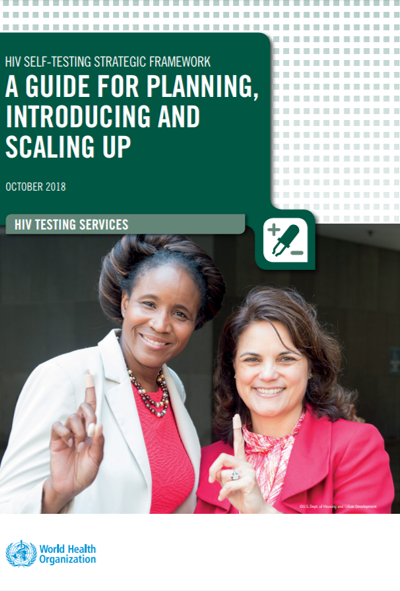 HIV SELF-TESTING STRATEGIC FRAMEWORK
A GUIDE FOR PLANNING,
INTRODUCING AND
SCALING UP
OCTOBER 2018
HIV TESTING SERVICES
World Health
Organization